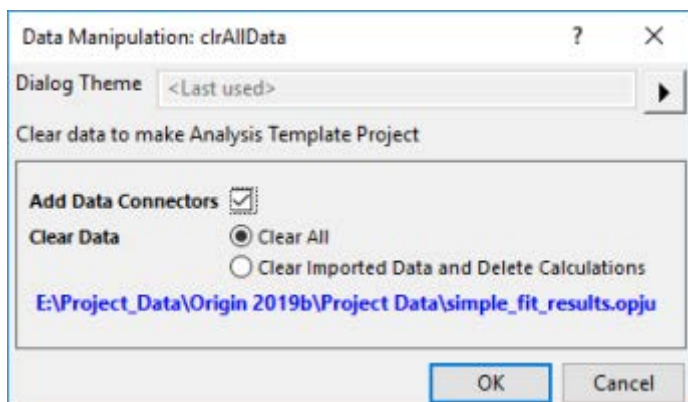 Data Manipulation: clrAllData ? ×
Dialog Theme <Last used>
Clear data to make Analysis Template Project
Add Data Connectors
Clear Data Clear All
Clear Imported Data and Delete Calculations
E:\Project_Data\Origin 2019b\Project Data\simple_fit_results.opju
OK Cancel